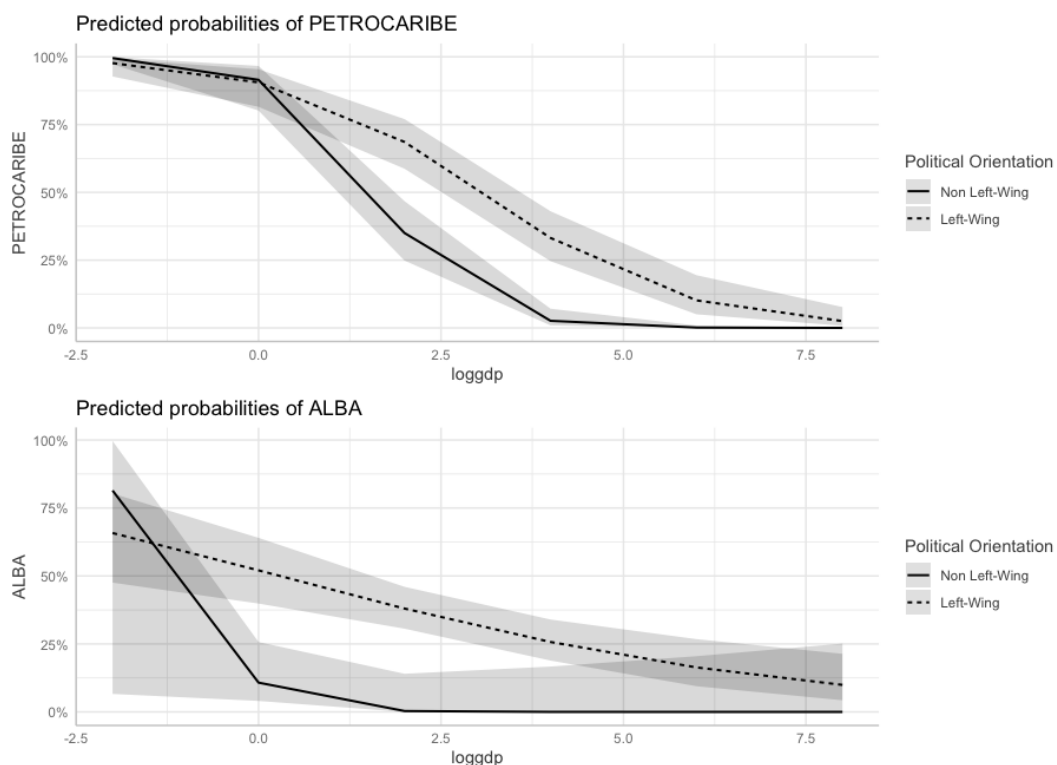 Predicted probabilities of PETROCARIBE
100%
75%
50%
25%
0%
PETROCARIBE
-2.5
0.0
2.5
5.0
7.5
loggdp
Political Orientation
Non Left-Wing
Left-Wing
Predicted probabilities of ALBA
100%
75%
50%
25%
0%
ALBA
-2.5
0.0
2.5
5.0
7.5
loggdp
Political Orientation
Non Left-Wing
Left-Wing